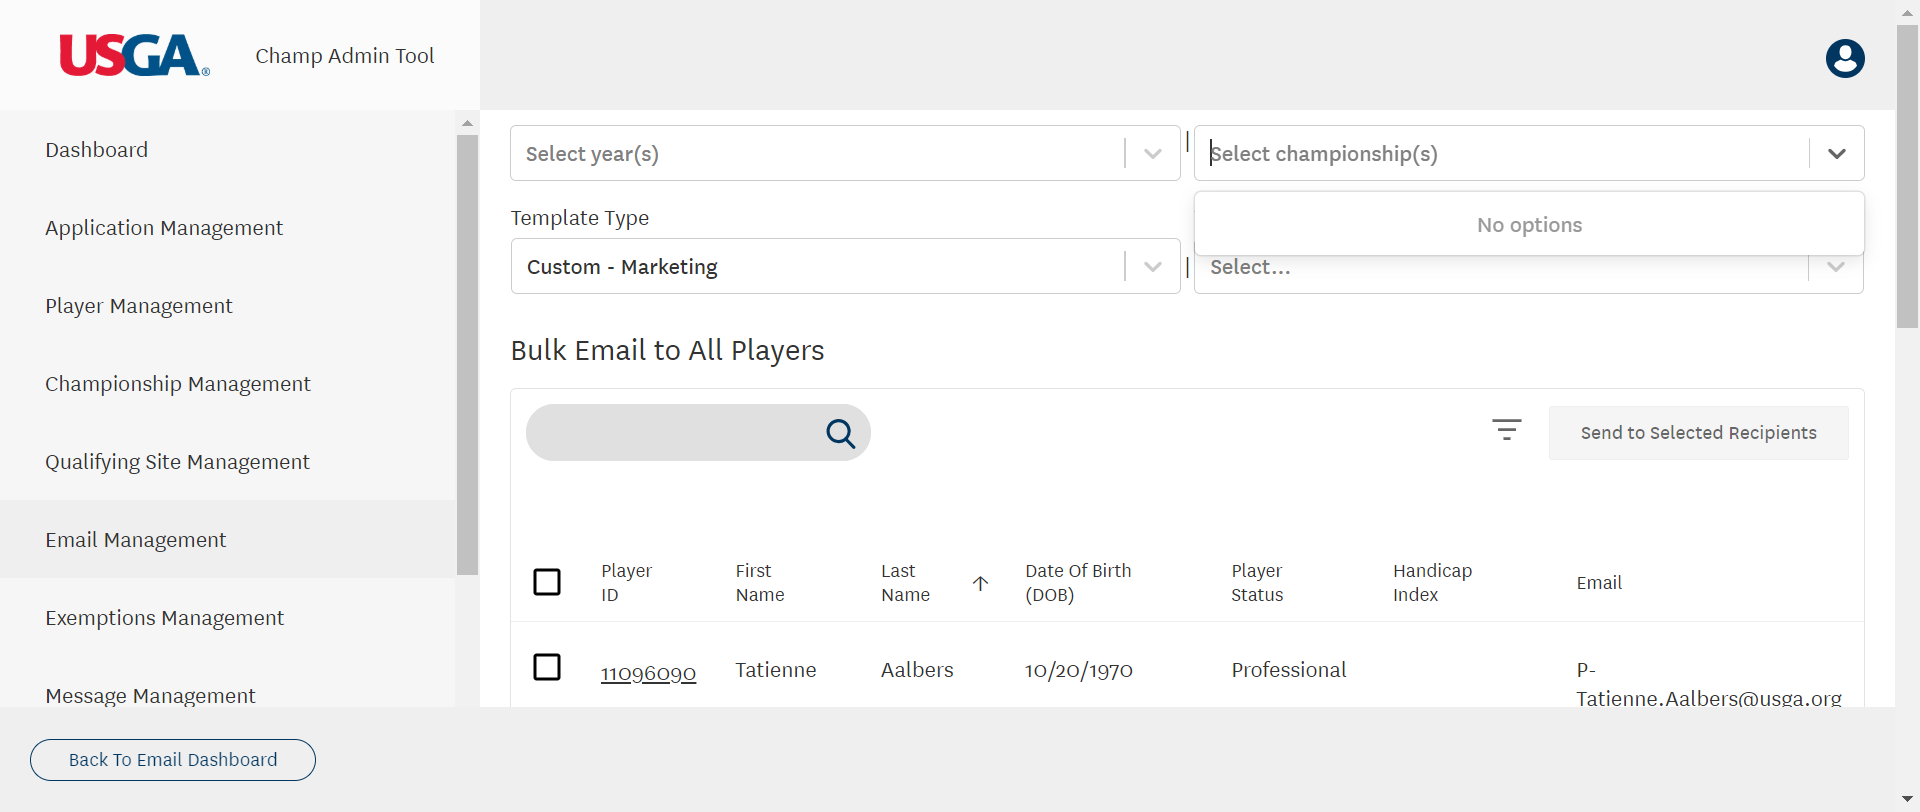 USGA®
Champ Admin Tool
Dashboard
Application Management
Player Management
Championship Management
Qualifying Site Management
Email Management
Exemptions Management
Message Management
Back To Email Dashboard
Select year(s)
|
Select championship(s)
No options
Template Type
Custom - Marketing
|
Select...
Bulk Email to All Players
Send to Selected Recipients
Player
ID
First
Name
Last
Name
Date Of Birth
(DOB)
Player
Status
Handicap
Index
Email
11096090
Tatienne
Aalbers
10/20/1970
Professional
P-
Tatienne.Aalbers@usga.org